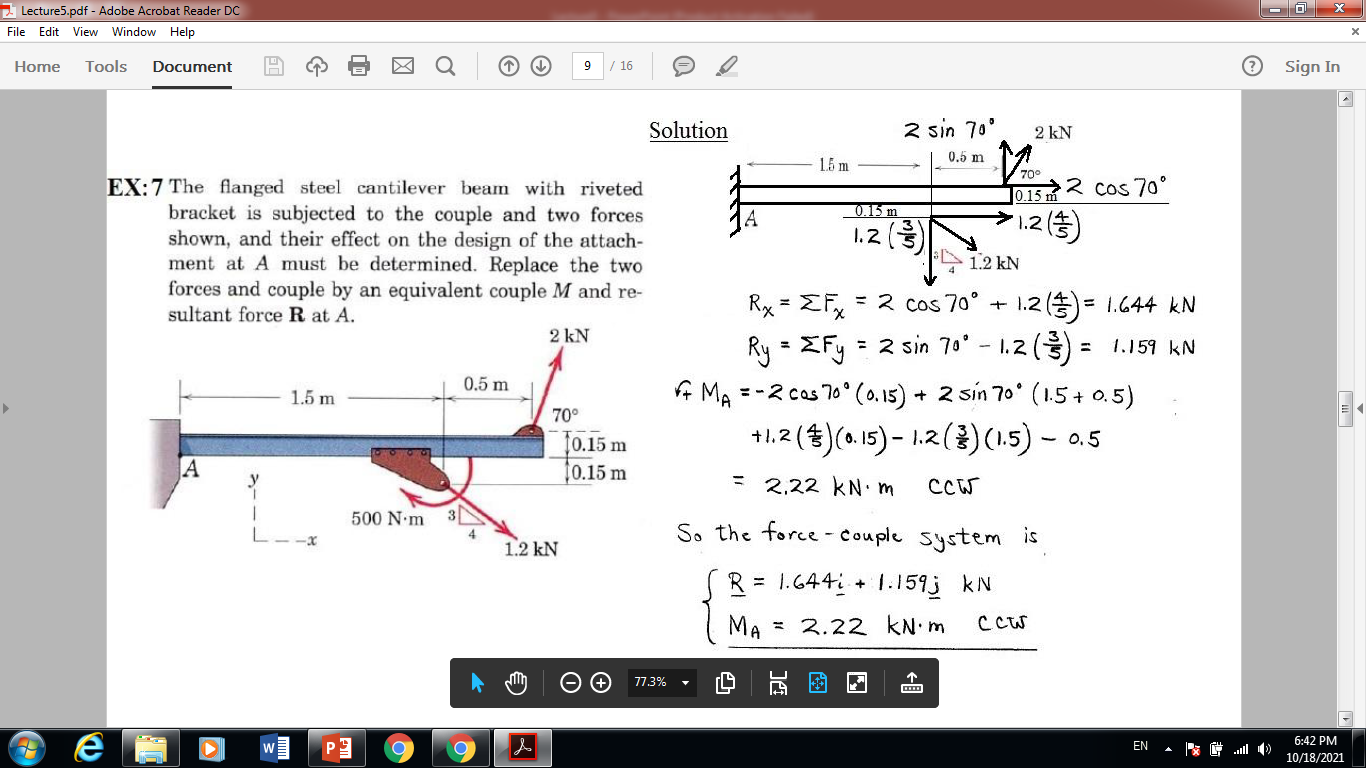 Lecture5.pdf - Adobe Acrobat Reader DC
File Edit View Window Help
Home Tools Document 9 / 16 Sign In
Solution
2 sin 70° 2 kN
1.5 m 0.5 m
70°
2 cos 70°
0.15 m
A
0.15 m
1.2 (4/5)
1.2 (3/5)
3
4
1.2 kN
EX:7 The flanged steel cantilever beam with riveted
bracket is subjected to the couple and two forces
shown, and their effect on the design of the attach-
ment at A must be determined. Replace the two
forces and couple by an equivalent couple M and re-
sultant force R at A.
2 kN
0.5 m
1.5 m
70°
0.15 m
A
0.15 m
y
500 N·m
3
4
x
1.2 kN
Rx = ΣFx = 2 cos 70° + 1.2 (4/5) = 1.644 kN
Ry = ΣFy = 2 sin 70° - 1.2 (3/5) = 1.159 kN
+ MA = -2 cos 70° (0.15) + 2 sin 70° (1.5 + 0.5)
+1.2 (4/5) (0.15) - 1.2 (3/5) (1.5) - 0.5
= 2.22 kN·m CCW
So the force-couple system is
R = 1.644i + 1.159j kN
MA = 2.22 kN·m CCW
77.3%
EN
6:42 PM
10/18/2021